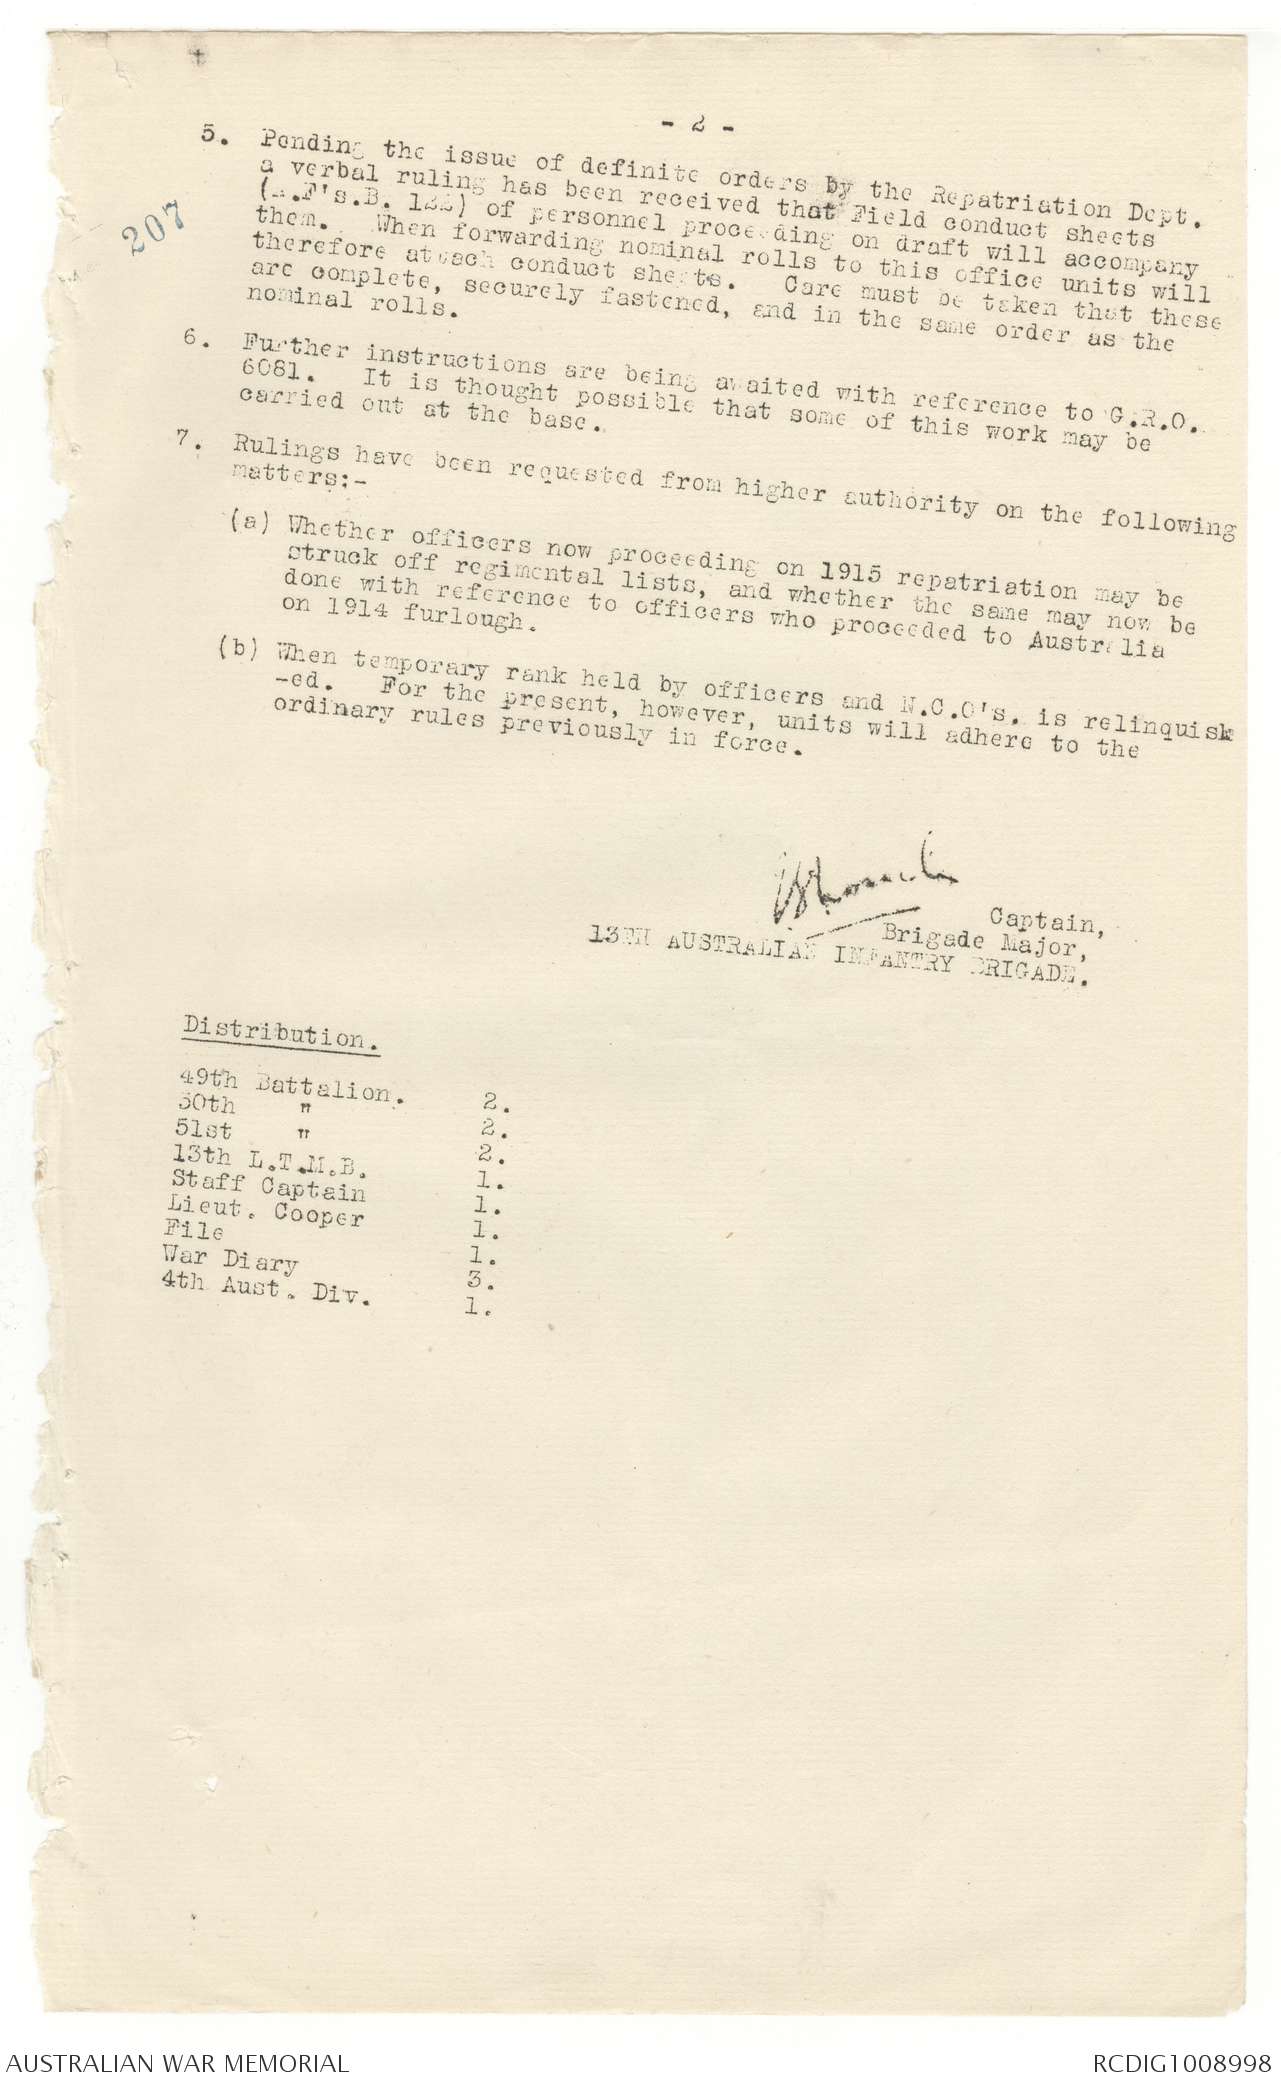 - 2 -
207
5. Pending the issue of definite orders by the Repatriation Dept.
a verbal ruling has been received that Field conduct sheets
(A.F's.B. 122) of personnel proceeding on draft will accompany
them. When forwarding nominal rolls to this office units will
therefore attach conduct sheets. Care must be taken that these
are complete, securely fastened, and in the same order as the
nominal rolls.
6. Further instructions are being awaited with reference to G.R.O.
6081. It is thought possible that some of this work may be
carried out at the base.
7. Rulings have been requested from higher authority on the following
matters:-
(a) Whether officers now proceeding on 1915 repatriation may be
struck off regimental lists, and whether the same may now be
done with reference to officers who proceeded to Australia
on 1914 furlough.
(b) When temporary rank held by officers and N.C.O's. is relinquish
-ed. For the present, however, units will adhere to the
ordinary rules previously in force.
Captain,
Brigade Major,
13TH AUSTRALIAN INFANTRY BRIGADE.
Distribution.
49th Battalion. 2.
50th " 2.
51st " 2.
13th L.T.M.B. 1.
Staff Captain 1.
Lieut. Cooper 1.
File 1.
War Diary 3.
4th Aust. Div. 1.
AUSTRALIAN WAR MEMORIAL
RCDIG1008998